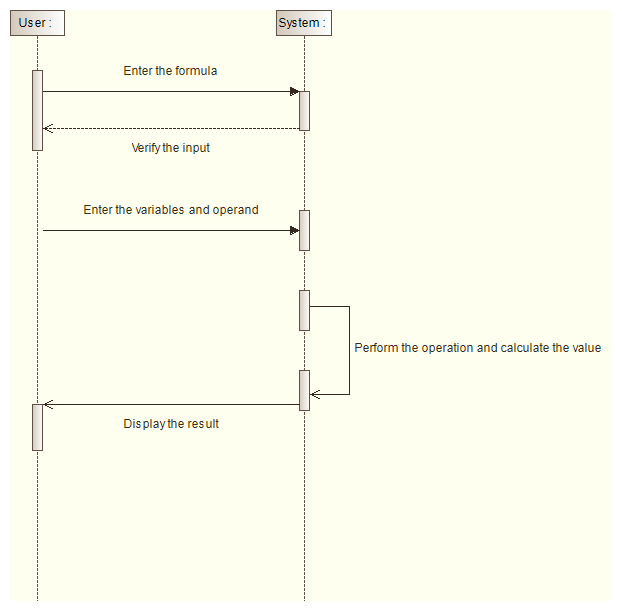 User :
System :
Enter the formula
Verify the input
Enter the variables and operand
Perform the operation and calculate the value
Display the result